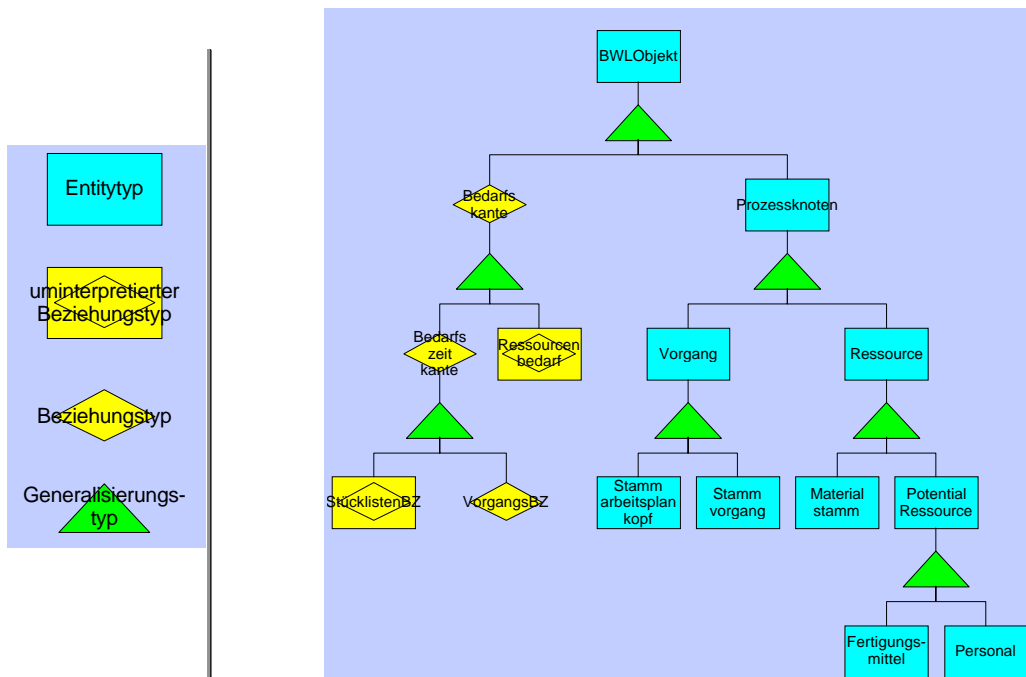 Entitytyp
uminterpretierter
Beziehungstyp
Beziehungstyp
Generalisierungs-
typ
BWLObjekt
Bedarfs
kante
Prozessknoten
Bedarfs
zeit
kante
Ressourcen
bedarf
Vorgang
Ressource
StücklistenBZ
VorgangsBZ
Stamm
arbeitsplan
kopf
Stamm
vorgang
Material
stamm
Potential
Ressource
Fertigungs-
mittel
Personal